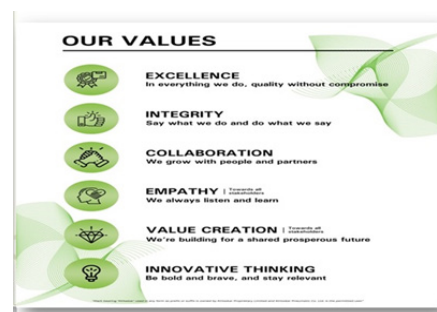 OUR VALUES
EXCELLENCE
In everything we do, quality without compromise
INTEGRITY
Say what we do and do what we say
COLLABORATION
We grow with people and partners
EMPATHY | Towards all
stakeholders
We always listen and learn
VALUE CREATION | Towards all
stakeholders
We're building for a shared prosperous future
INNOVATIVE THINKING
Be bold and brave, and stay relevant